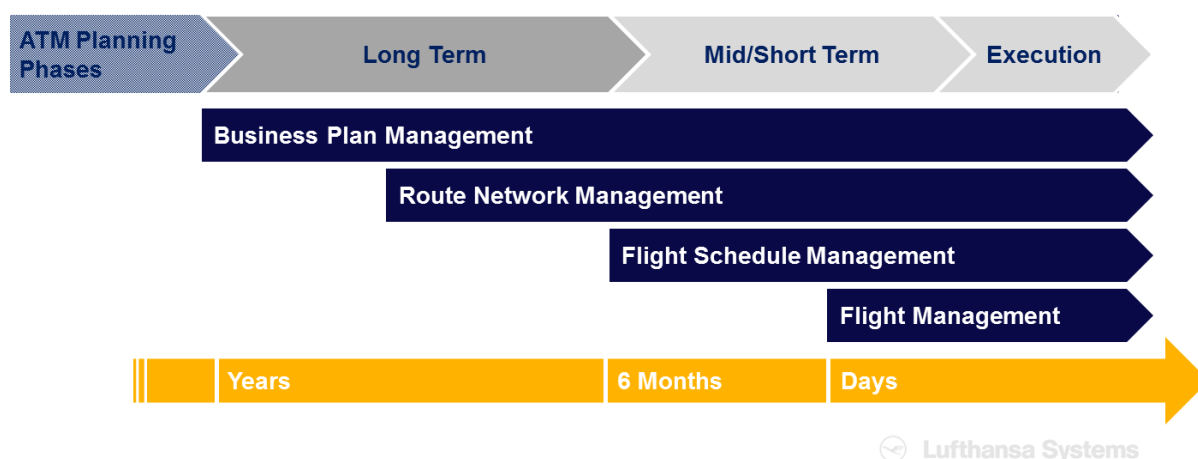 ATM Planning
Phases
Long Term
Mid/Short Term
Execution
Business Plan Management
Route Network Management
Flight Schedule Management
Flight Management
Years
6 Months
Days
Lufthansa Systems